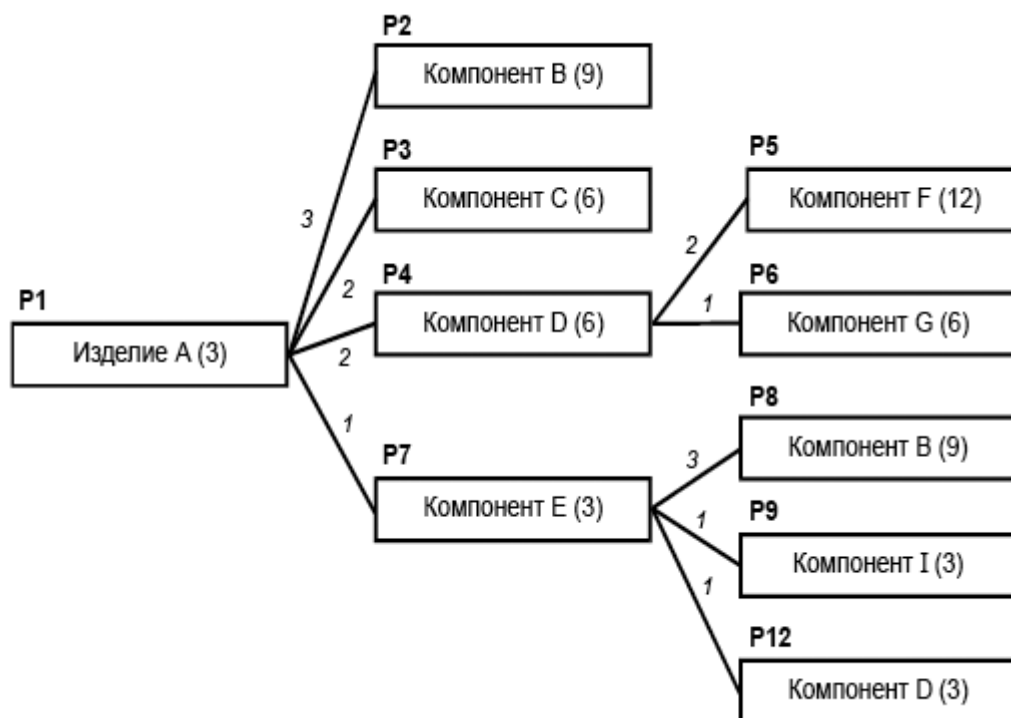 P2
Компонент B (9)
P3
Компонент C (6)
P5
Компонент F (12)
3
2
P4
Компонент D (6)
2
1
P6
Компонент G (6)
P1
Изделие A (3)
2
1
P7
Компонент E (3)
P8
Компонент B (9)
3
P9
1
Компонент I (3)
1
P12
Компонент D (3)